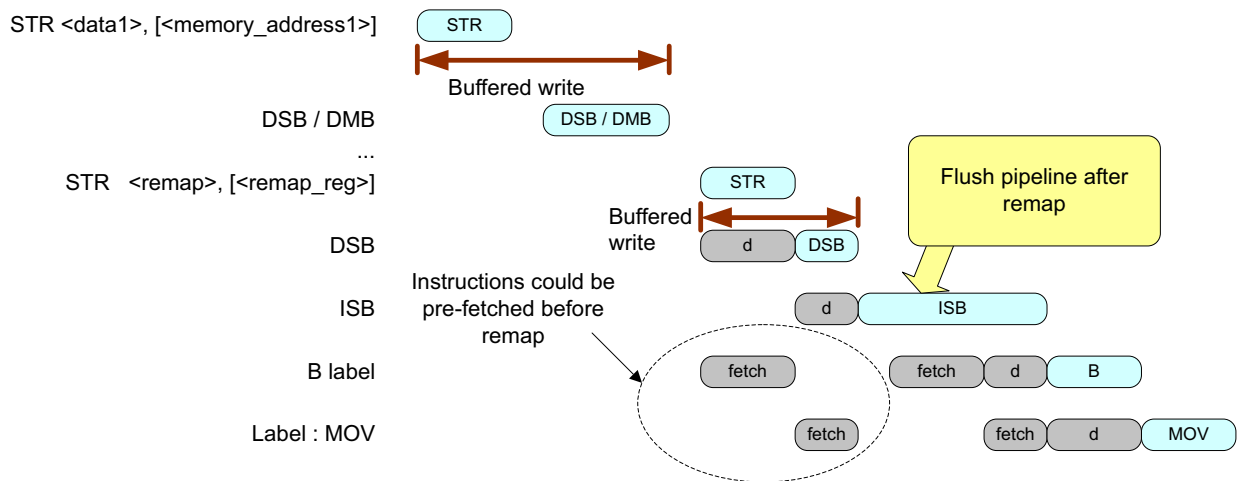 STR <data1>, [<memory_address1>]
STR
Buffered write
DSB / DMB
DSB / DMB
...
STR <remap>, [<remap_reg>]
STR
Flush pipeline after
remap
Buffered
write
DSB
d
DSB
Instructions could be
pre-fetched before
remap
ISB
d
ISB
B label
fetch
fetch
d
B
Label : MOV
fetch
fetch
d
MOV